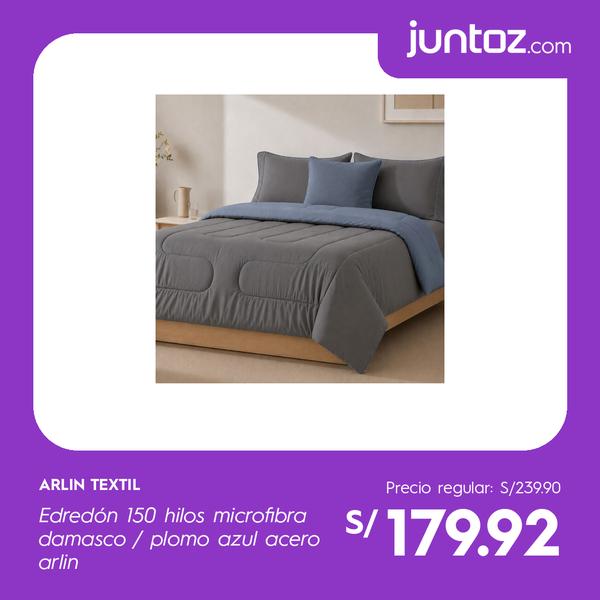 juntoz.com
ARLIN TEXTIL
Edredón 150 hilos microfibra
damasco / plomo azul acero
arlin
Precio regular: S/239.90
S/179.92